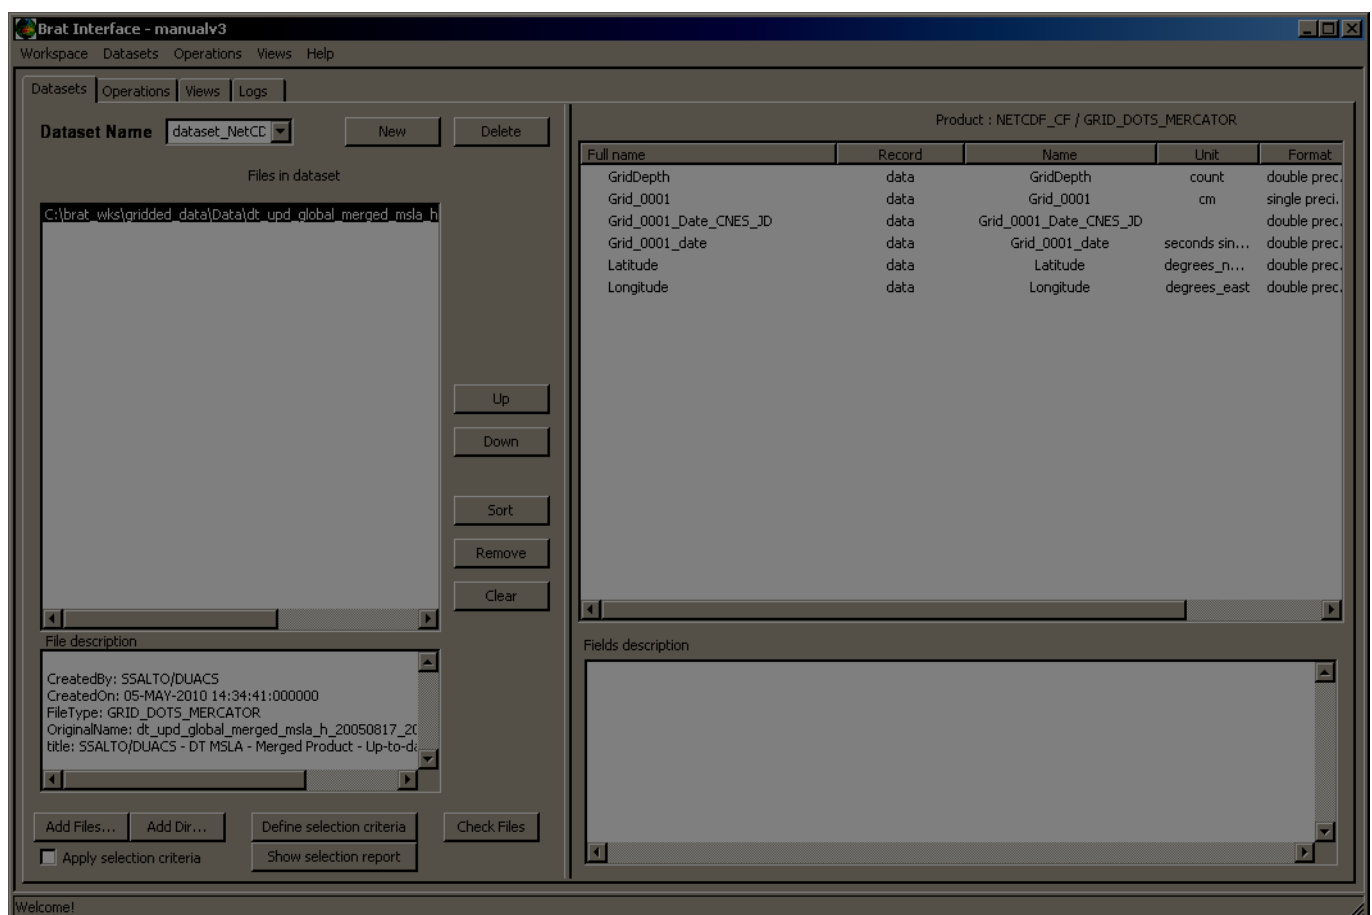 Brat Interface - manualv3
Workspace Datasets Operations Views Help
Datasets Operations Views Logs
Dataset Name dataset_NetCD New Delete
Files in dataset
C:\brat_wks\gridded_data\Data\dt_upd_global_merged_msla_h
Up
Down
Sort
Remove
Clear
File description
CreatedBy: SSALTO/DUACS
CreatedOn: 05-MAY-2010 14:34:41:000000
FileType: GRID_DOTS_MERCATOR
OriginalName: dt_upd_global_merged_msla_h_20050817_20
title: SSALTO/DUACS - DT MSLA - Merged Product - Up-to-da
Add Files... Add Dir... Define selection criteria Check Files
Apply selection criteria Show selection report
Product : NETCDF_CF / GRID_DOTS_MERCATOR
Full name Record Name Unit Format
GridDepth data GridDepth count double prec.
Grid_0001 data Grid_0001 cm single preci.
Grid_0001_Date_CNES_JD data Grid_0001_Date_CNES_JD double prec.
Grid_0001_date data Grid_0001_date seconds sin... double prec.
Latitude data Latitude degrees_n... double prec.
Longitude data Longitude degrees_east double prec.
Fields description
Welcome!